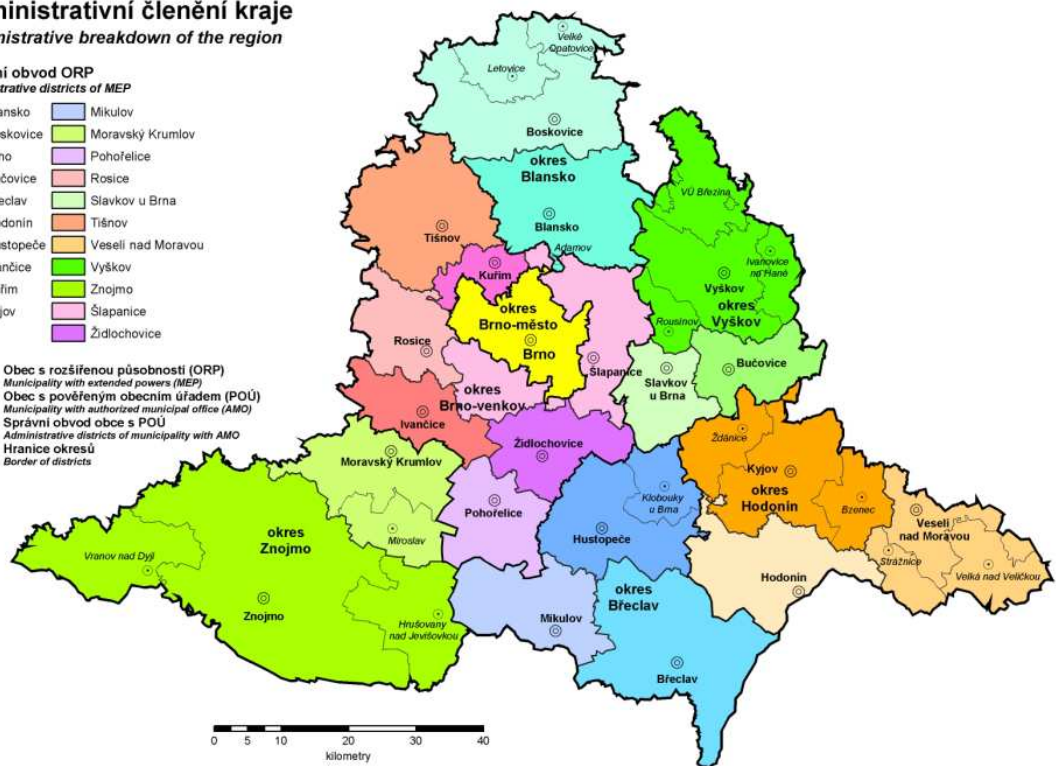 ministrativní členění kraje
nistrative breakdown of the region
ní obvod ORP
trative districts of MEP
ansko
skovice
no
čovice
eclav
donín
stopeče
nčice
řim
jov
Mikulov
Moravský Krumlov
Pohořelice
Rosice
Slavkov u Brna
Tišnov
Veselí nad Moravou
Vyškov
Znojmo
Šlapanice
Židlochovice
Obec s rozšířenou působností (ORP)
Municipality with extended powers (MEP)
Obec s pověřeným obecním úřadem (POÚ)
Municipality with authorized municipal office (AMO)
Správní obvod obce s POÚ
Administrative districts of municipality with AMO
Hranice okresů
Border of districts
Velké
Opatovice
Letovice
Boskovice
okres
Blansko
Blansko
Adamov
VÚ Březina
Ivanovice
na Hané
Vyškov
okres
Vyškov
Rousínov
Tišnov
Kuřim
okres
Brno-město
Brno
Rosice
Šlapanice
Slavkov
u Brna
Bučovice
okres
Brno-venkov
Ivančice
Židlochovice
Moravský Krumlov
Ždánice
Kyjov
okres
Hodonín
Bzenec
Pohořelice
Klobouky
u Brna
Hustopeče
Miroslav
okres
Znojmo
Vranov nad Dyjí
Znojmo
Hrušovany
nad Jevišovkou
Veselí
nad Moravou
Strážnice
Velká nad Veličkou
Hodonín
okres
Břeclav
Mikulov
Břeclav
0 5 10 20 30 40
kilometry